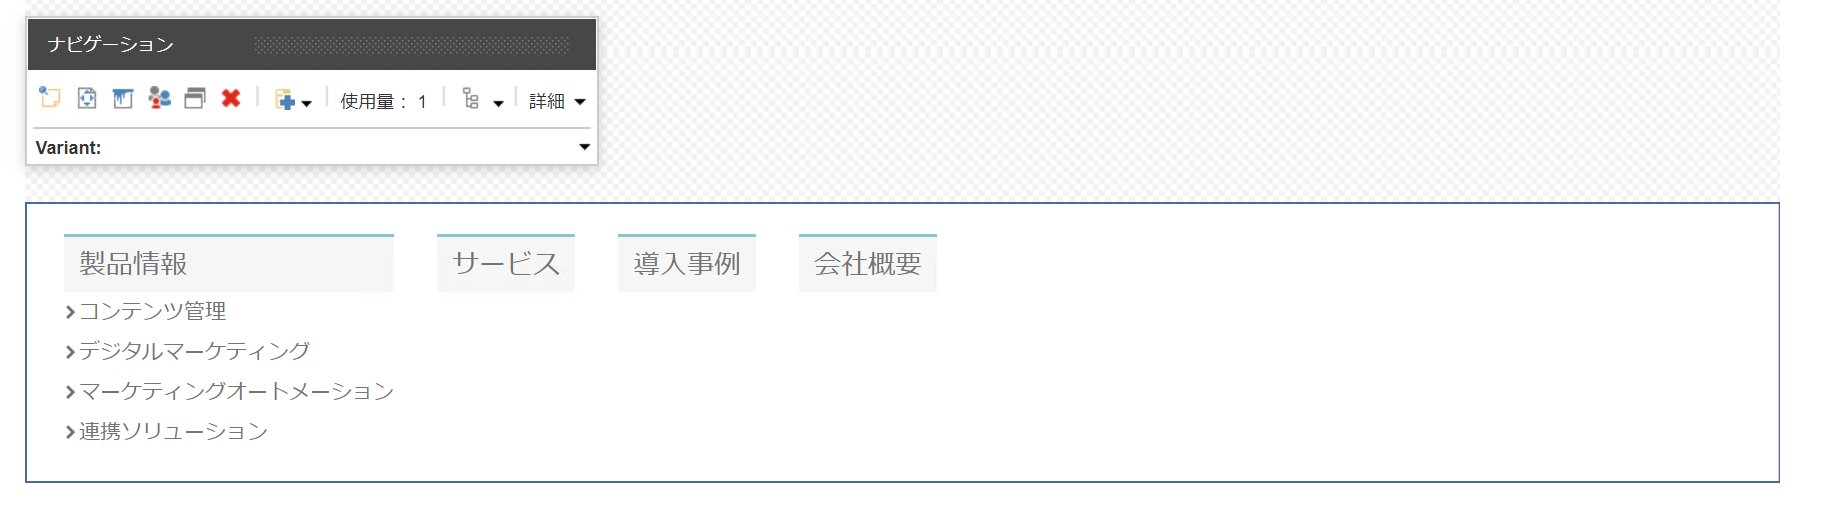 ナビゲーション
使用量： 1 詳細
Variant:
製品情報 サービス 導入事例 会社概要
コンテンツ管理
デジタルマーケティング
マーケティングオートメーション
連携ソリューション